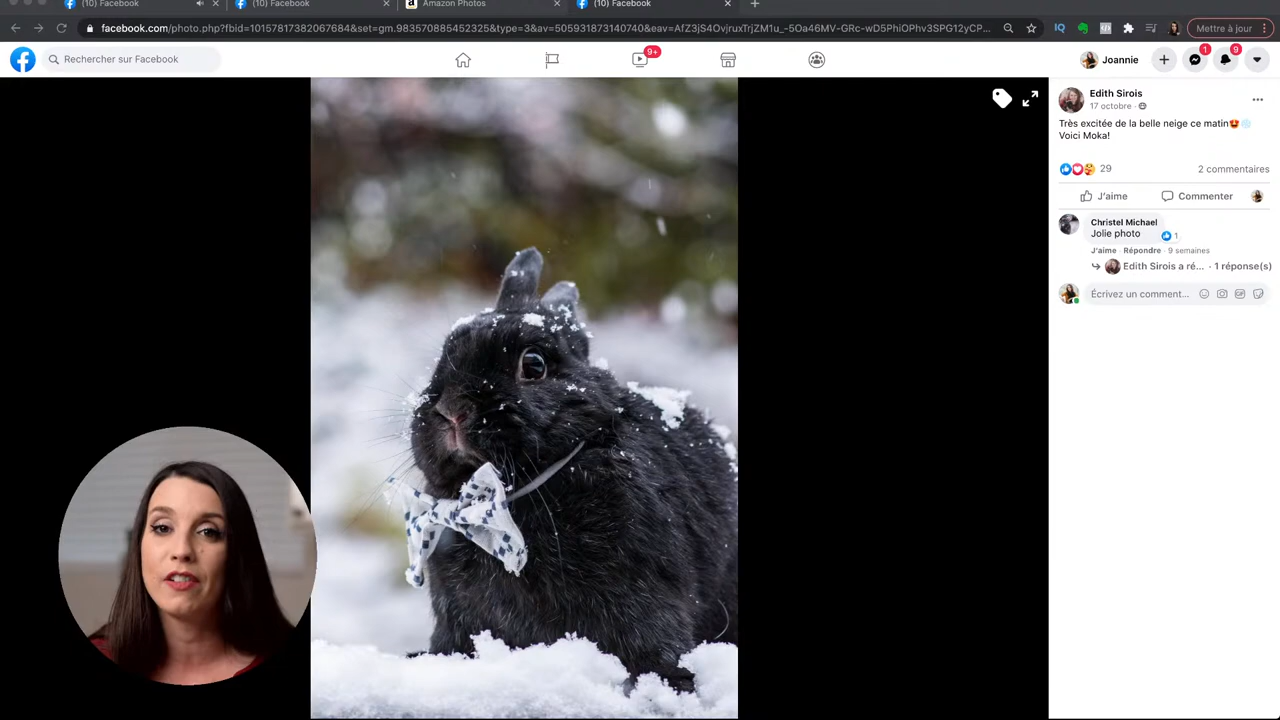 (10) Facebook
(10) Facebook
Amazon Photos
(10) Facebook
facebook.com/photo.php?fbid=10157817382067684&set=gm.983570885452325&type=3&av=505931873140740&eav=AfZ3jS4OvjruxTrjZM1u_-5Oa46MV-GRc-wD5PhiOPhv3SPG12yCP...
Mettre à jour
Rechercher sur Facebook
9+
Joannie
1
9
Edith Sirois
17 octobre
Très excitée de la belle neige ce matin
Voici Moka!
29
2 commentaires
J'aime
Commenter
Christel Michael
Jolie photo
1
J'aime · Répondre · 9 semaines
Edith Sirois a ré... · 1 réponse(s)
Écrivez un comment...